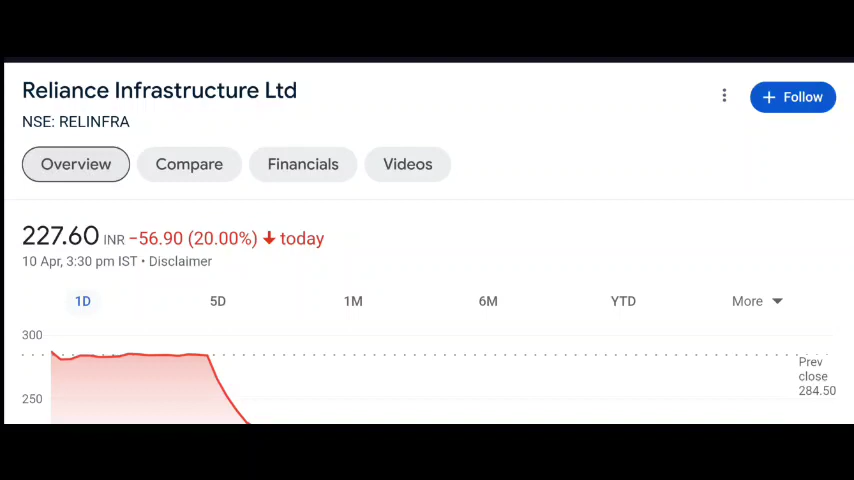 Reliance Infrastructure Ltd
+ Follow
NSE: RELINFRA
Overview Compare Financials Videos
227.60 INR −56.90 (20.00%) ↓ today
10 Apr, 3:30 pm IST • Disclaimer
1D 5D 1M 6M YTD More
300
Prev
close
284.50
250